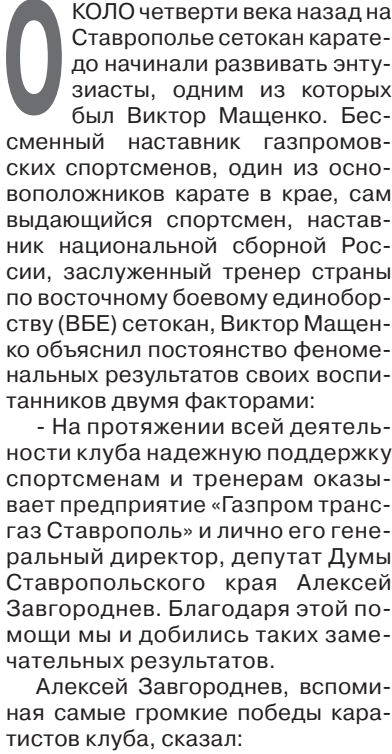 ОКОЛО четверти века назад на
Ставрополье сетокан карате-
до начинали развивать энту-
зиасты, одним из которых
был Виктор Мащенко. Бес-
сменный наставник газпромов-
ских спортсменов, один из осно-
воположников карате в крае, сам
выдающийся спортсмен, настав-
ник национальной сборной Рос-
сии, заслуженный тренер страны
по восточному боевому единобор-
ству (ВБЕ) сетокан, Виктор Мащен-
ко объяснил постоянство феноме-
нальных результатов своих воспи-
танников двумя факторами:
- На протяжении всей деятель-
ности клуба надежную поддержку
спортсменам и тренерам оказы-
вает предприятие «Газпром транс-
газ Ставрополь» и лично его гене-
ральный директор, депутат Думы
Ставропольского края Алексей
Завгороднев. Благодаря этой по-
мощи мы и добились таких заме-
чательных результатов.
Алексей Завгороднев, вспоми-
ная самые громкие победы кара-
тистов клуба, сказал: